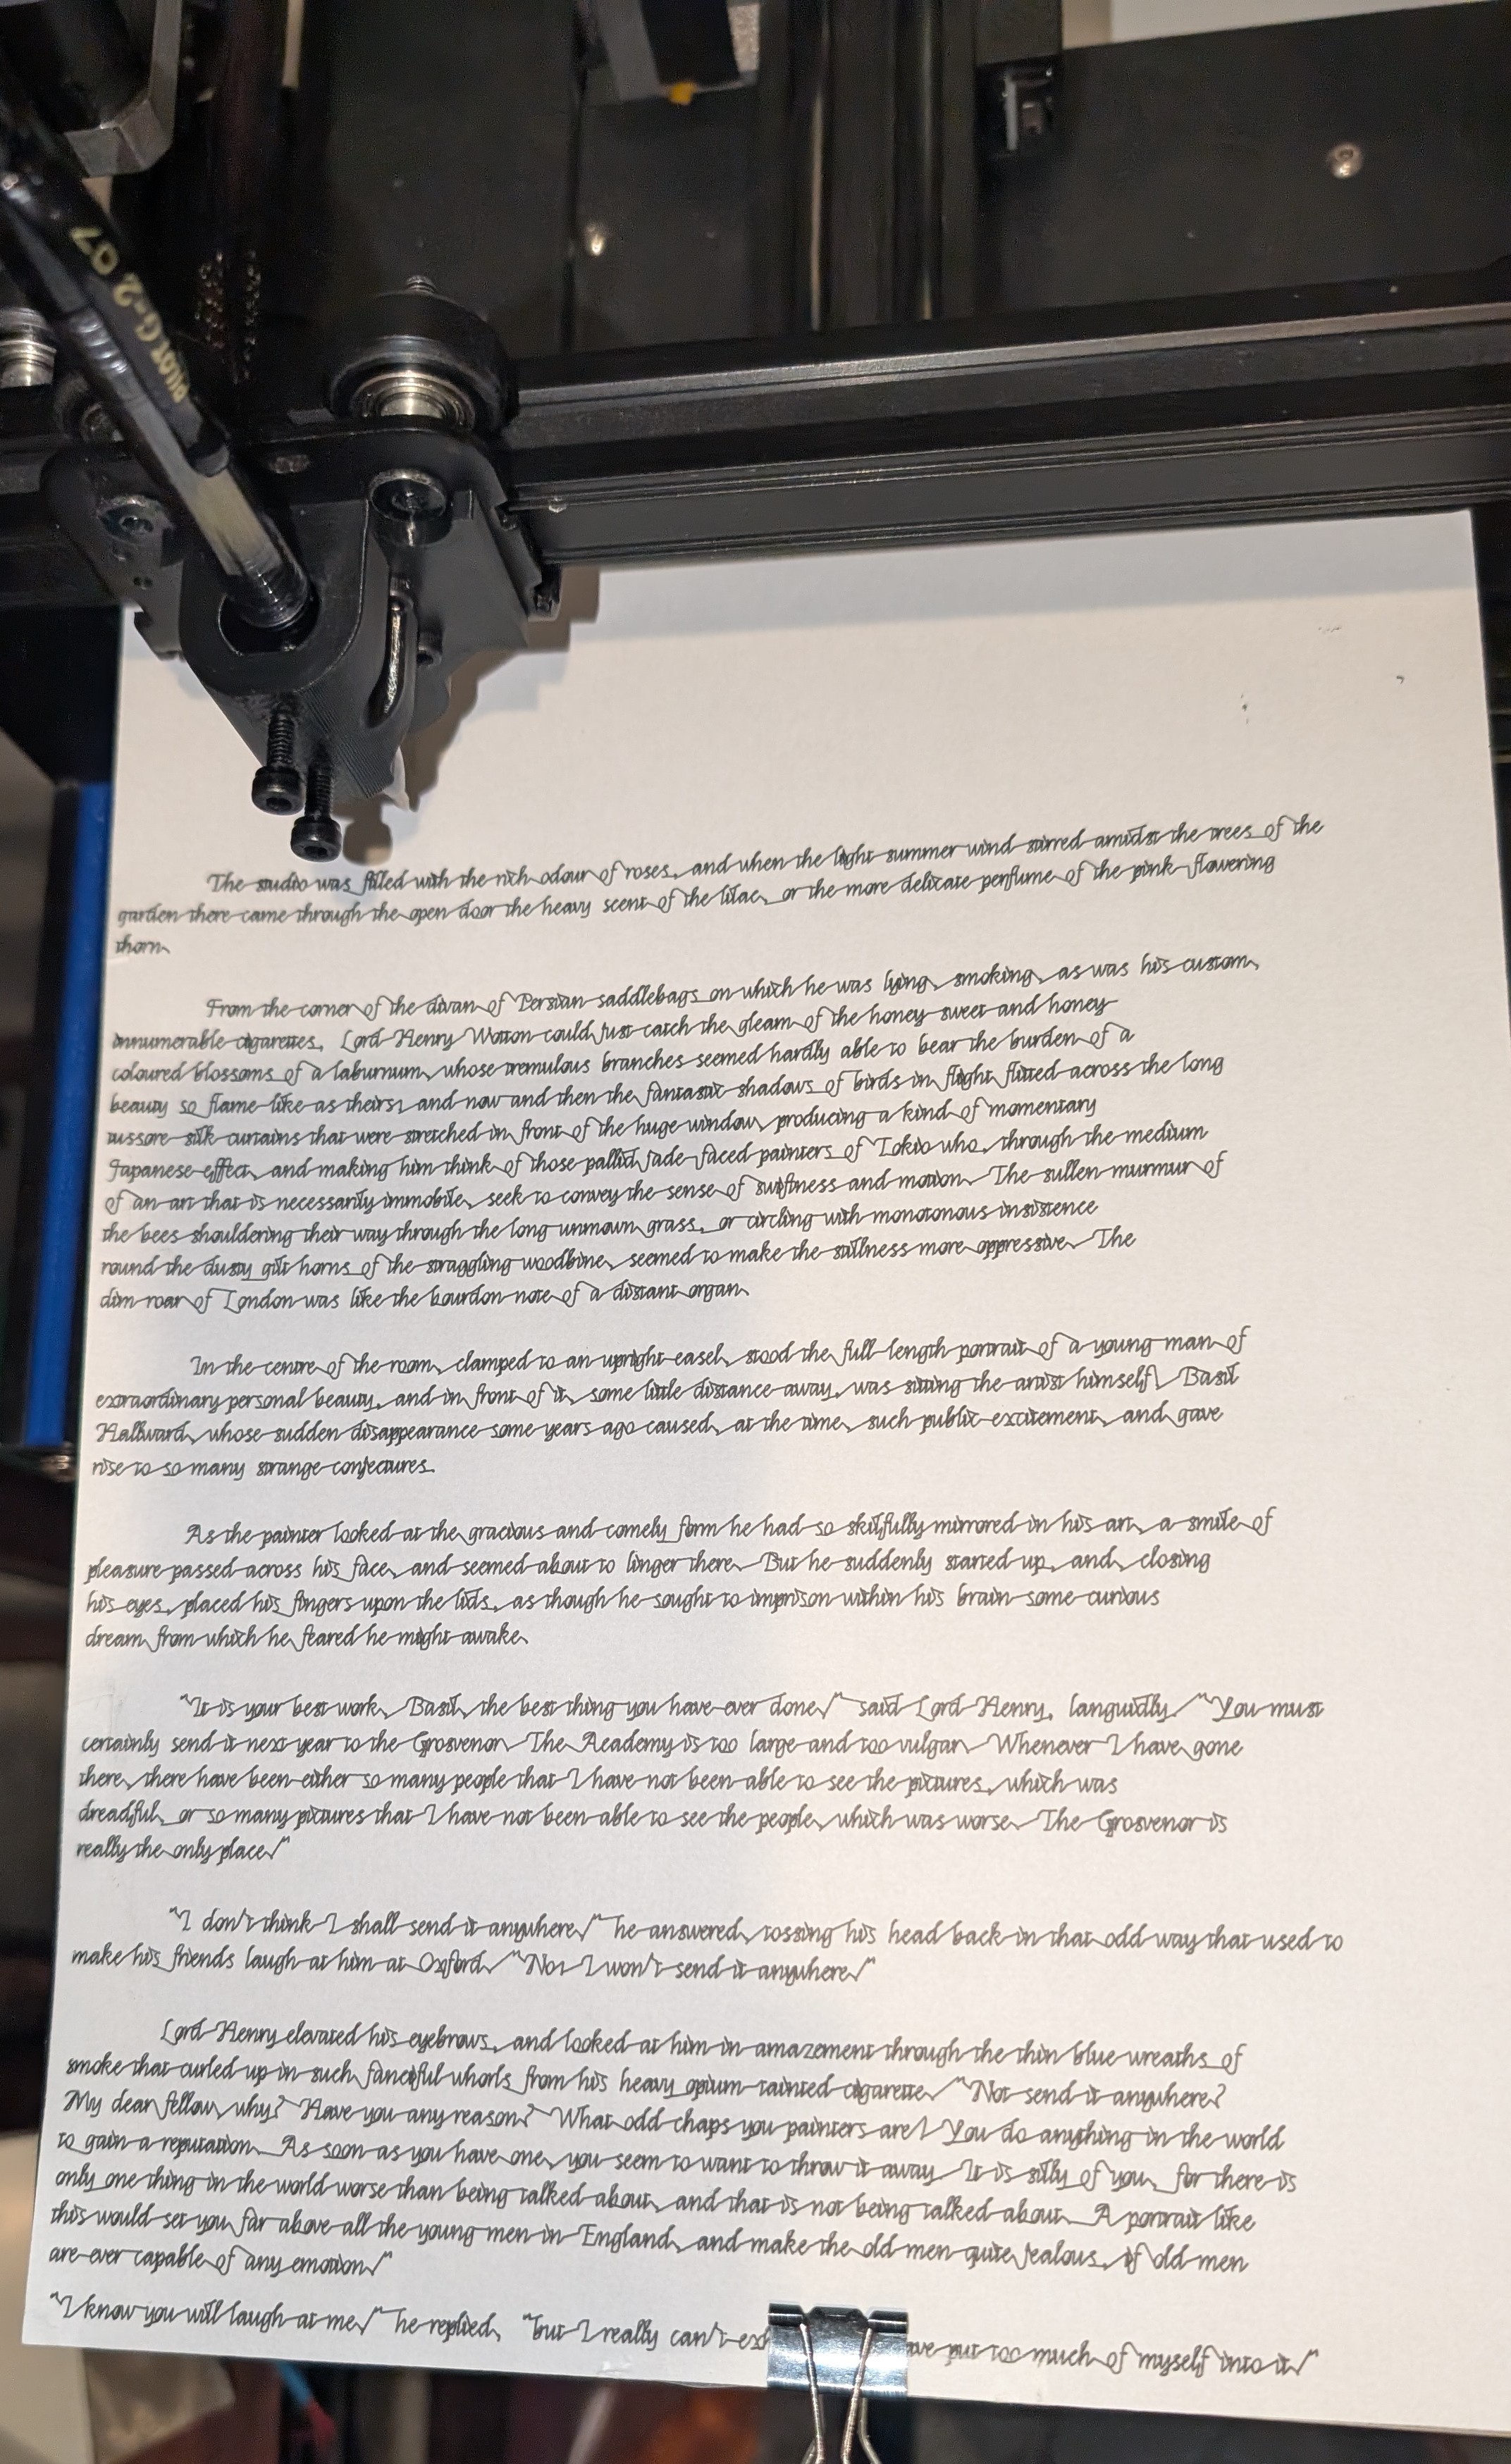 PILOT G-2 07
The studio was filled with the rich odour of roses, and when the light summer wind stirred amidst the trees of the
garden there came through the open door the heavy scent of the lilac, or the more delicate perfume of the pink-flowering
thorn.
From the corner of the divan of Persian saddlebags on which he was lying, smoking, as was his custom,
innumerable cigarettes, Lord Henry Wotton could just catch the gleam of the honey-sweet and honey-
coloured blossoms of a laburnum, whose tremulous branches seemed hardly able to bear the burden of a
beauty so flame-like as theirs; and now and then the fantastic shadows of birds in flight flitted across the long
tussore-silk curtains that were stretched in front of the huge window, producing a kind of momentary
Japanese effect, and making him think of those pallid, jade-faced painters of Tokio who, through the medium
of an art that is necessarily immobile, seek to convey the sense of swiftness and motion. The sullen murmur of
the bees shouldering their way through the long unmown grass, or circling with monotonous insistence
round the dusty gilt horns of the straggling woodbine, seemed to make the stillness more oppressive. The
dim roar of London was like the bourdon note of a distant organ.
In the centre of the room, clamped to an upright easel, stood the full-length portrait of a young man of
extraordinary personal beauty, and in front of it, some little distance away, was sitting the artist himself, Basil
Hallward, whose sudden disappearance some years ago caused, at the time, such public excitement, and gave
rise to so many strange conjectures.
As the painter looked at the gracious and comely form he had so skilfully mirrored in his art, a smile of
pleasure passed across his face, and seemed about to linger there. But he suddenly started up, and, closing
his eyes, placed his fingers upon the lids, as though he sought to imprison within his brain some curious
dream from which he feared he might awake.
"It is your best work, Basil, the best thing you have ever done," said Lord Henry, languidly. "You must
certainly send it next year to the Grosvenor. The Academy is too large and too vulgar. Whenever I have gone
there, there have been either so many people that I have not been able to see the pictures, which was
dreadful, or so many pictures that I have not been able to see the people, which was worse. The Grosvenor is
really the only place."
"I don't think I shall send it anywhere," he answered, tossing his head back in that odd way that used to
make his friends laugh at him at Oxford. "No: I won't send it anywhere."
Lord Henry elevated his eyebrows, and looked at him in amazement through the thin blue wreaths of
smoke that curled up in such fanciful whorls from his heavy opium-tainted cigarette. "Not send it anywhere?
My dear fellow, why? Have you any reason? What odd chaps you painters are! You do anything in the world
to gain a reputation. As soon as you have one, you seem to want to throw it away. It is silly of you, for there is
only one thing in the world worse than being talked about, and that is not being talked about. A portrait like
this would set you far above all the young men in England, and make the old men quite jealous, if old men
are ever capable of any emotion."
"I know you will laugh at me," he replied, "but I really can't put too much of myself into it."